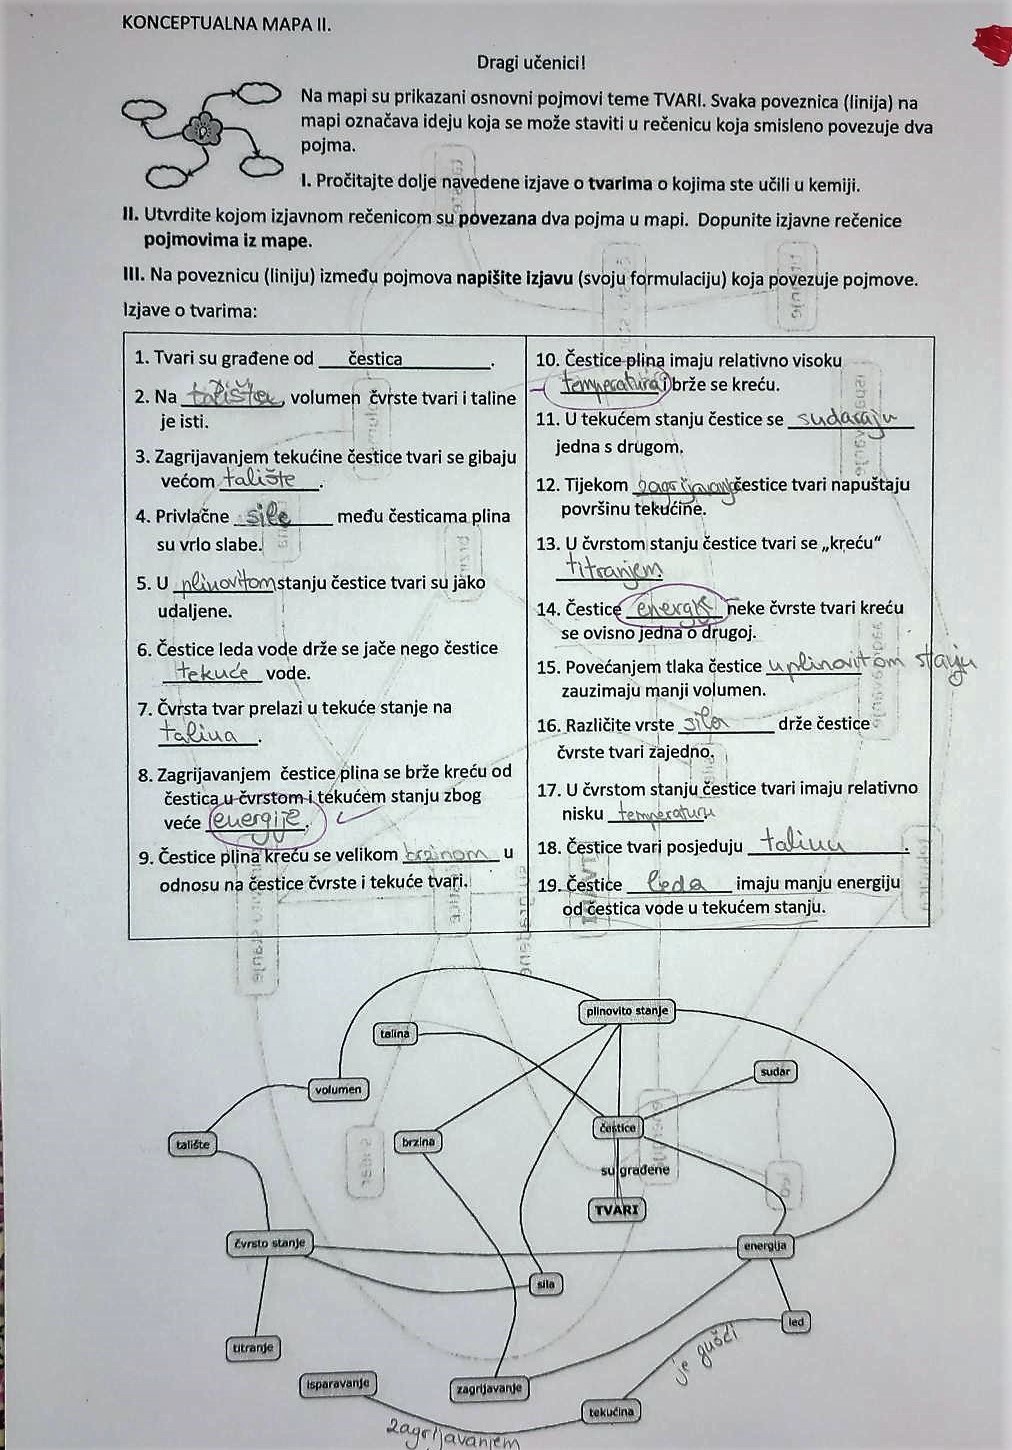 KONCEPTUALNA MAPA II.
Dragi učenici!
Na mapi su prikazani osnovni pojmovi teme TVARI. Svaka poveznica (linija) na
mapi označava ideju koja se može staviti u rečenicu koja smisleno povezuje dva
pojma.
I. Pročitajte dolje navedene izjave o tvarima o kojima ste učili u kemiji.
II. Utvrdite kojom izjavnom rečenicom su povezana dva pojma u mapi. Dopunite izjavne rečenice
pojmovima iz mape.
III. Na poveznicu (liniju) između pojmova napišite izjavu (svoju formulaciju) koja povezuje pojmove.
Izjave o tvarima:
1. Tvari su građene od čestica.
2. Na talištu, volumen čvrste tvari i taline
je isti.
3. Zagrijavanjem tekućine čestice tvari se gibaju
većom talište.
4. Privlačne sile među česticama plina
su vrlo slabe.
5. U plinovitom stanju čestice tvari su jako
udaljene.
6. Čestice leda vode drže se jače nego čestice
tekuće vode.
7. Čvrsta tvar prelazi u tekuće stanje na
talina.
8. Zagrijavanjem čestice plina se brže kreću od
čestica u čvrstom i tekućem stanju zbog
veće energije.
9. Čestice plina kreću se velikom brzinom u
odnosu na čestice čvrste i tekuće tvari.
10. Čestice plina imaju relativno visoku
temperatura i brže se kreću.
11. U tekućem stanju čestice se sudaraju
jedna s drugom.
12. Tijekom zagrijavanja čestice tvari napuštaju
površinu tekućine.
13. U čvrstom stanju čestice tvari se „kreću“
titranjem.
14. Čestice energije neke čvrste tvari kreću
se ovisno jedna o drugoj.
15. Povećanjem tlaka čestice u plinovitom stanju
zauzimaju manji volumen.
16. Različite vrste sila drže čestice
čvrste tvari zajedno.
17. U čvrstom stanju čestice tvari imaju relativno
nisku temperaturu.
18. Čestice tvari posjeduju talinu.
19. Čestice leda imaju manju energiju
od čestica vode u tekućem stanju.
plinovito stanje
talina
sudar
volumen
čestice
talište
brzina
su građene
TVARI
čvrsto stanje
energija
sila
led
titranje
je gušći
isparavanje
zagrijavanje
tekućina
zagrijavanjem